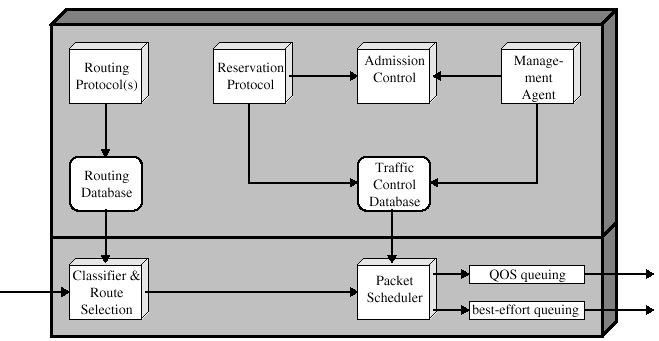 Routing
Protocol(s)
Reservation
Protocol
Admission
Control
Manage-
ment
Agent
Routing
Database
Traffic
Control
Database
Classifier &
Route
Selection
Packet
Scheduler
QOS queuing
best-effort queuing